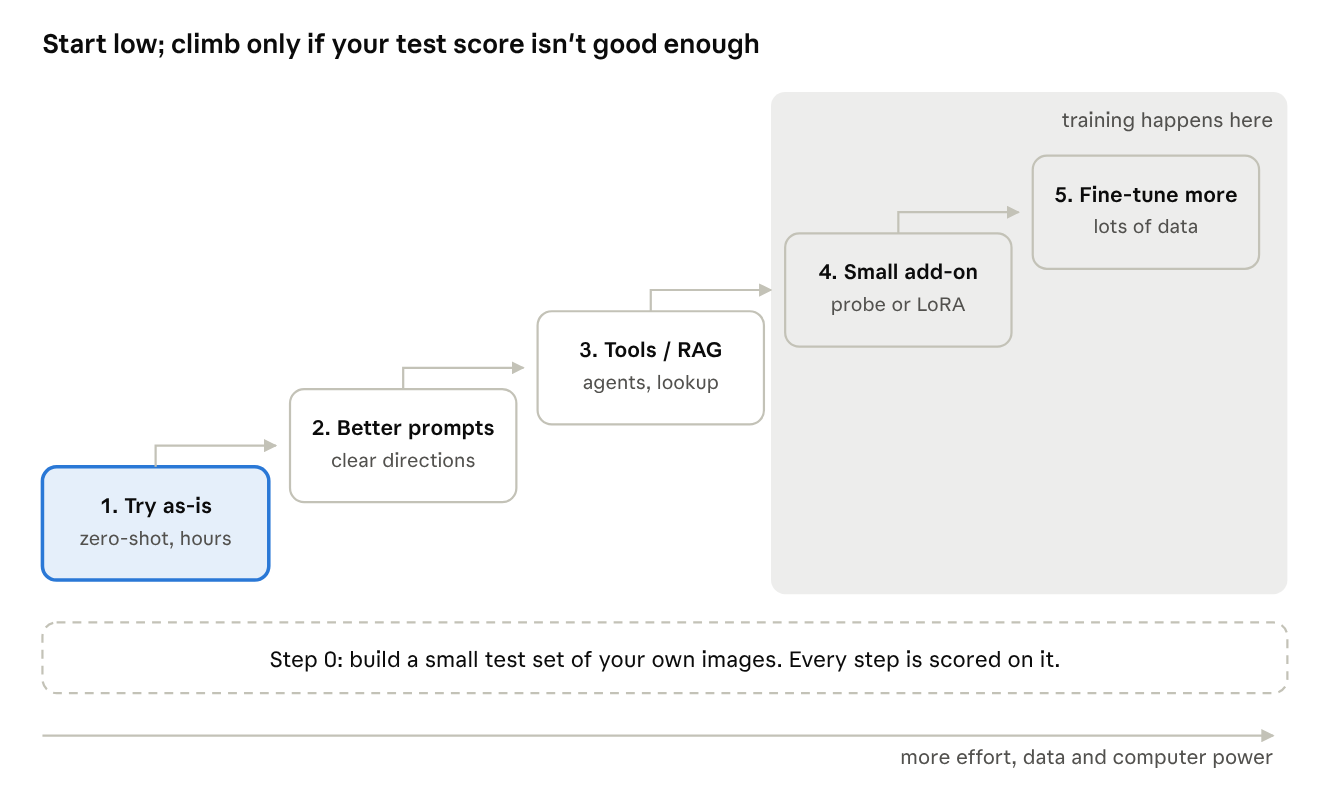 Start low; climb only if your test score isn't good enough
training happens here
5. Fine-tune more
lots of data
4. Small add-on
probe or LoRA
3. Tools / RAG
agents, lookup
2. Better prompts
clear directions
1. Try as-is
zero-shot, hours
Step 0: build a small test set of your own images. Every step is scored on it.
more effort, data and computer power